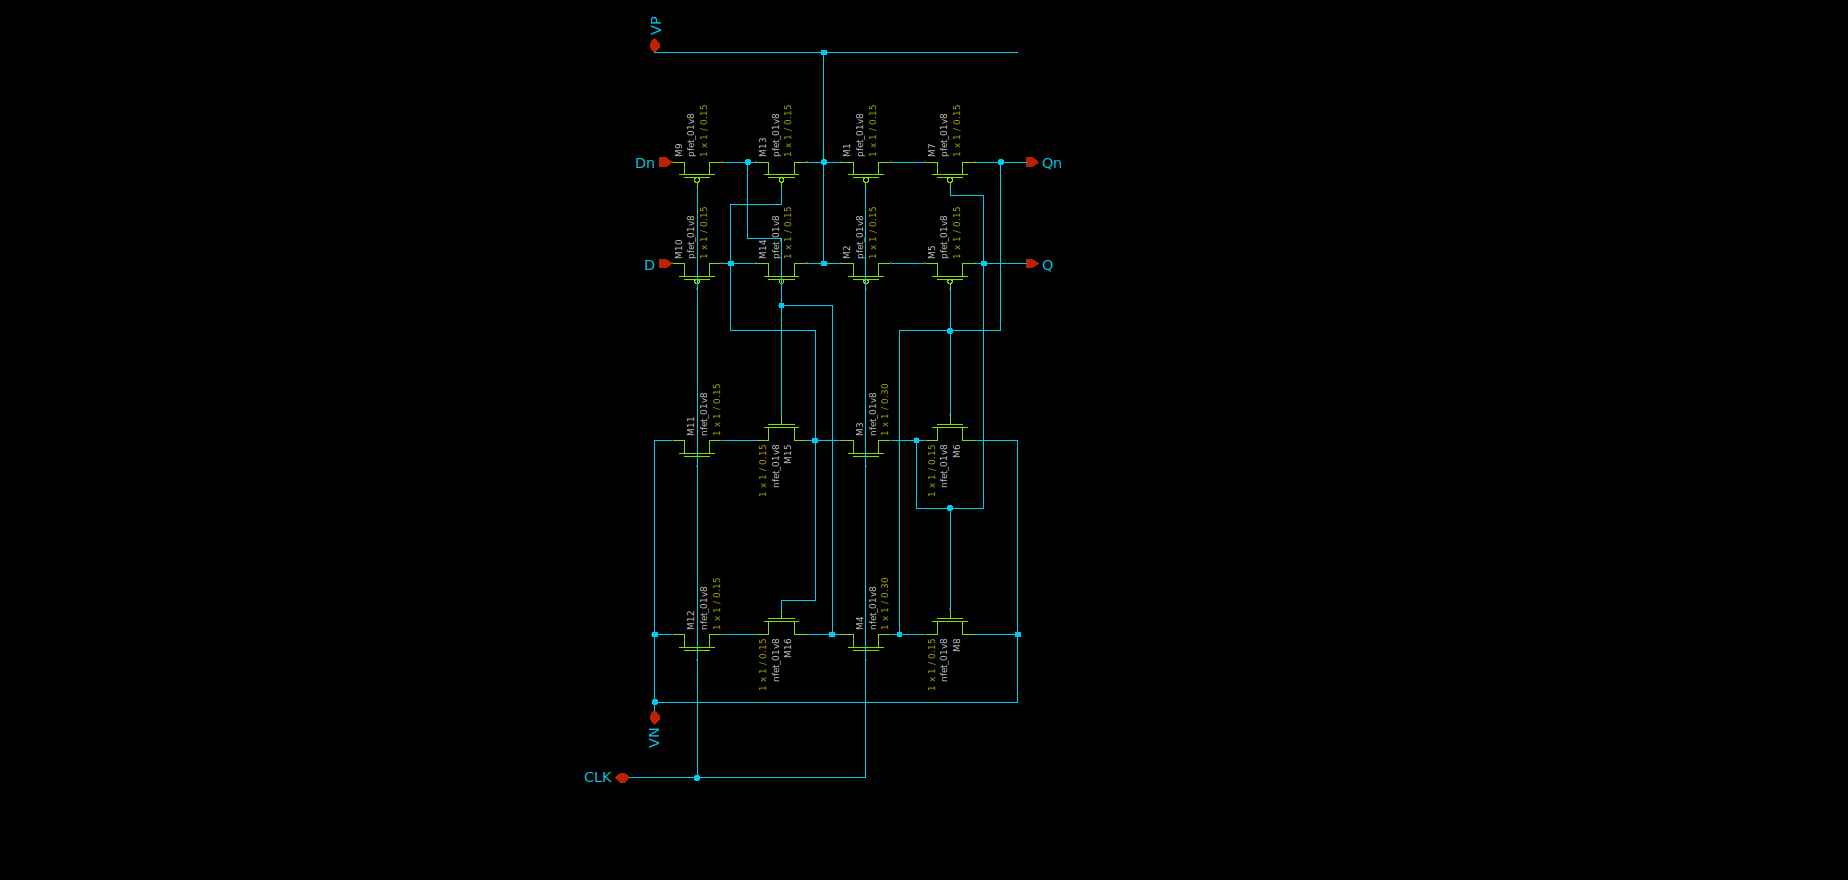 VP
M9
pfet_01v8
1 x 1 / 0.15
M13
pfet_01v8
1 x 1 / 0.15
M1
pfet_01v8
1 x 1 / 0.15
M7
pfet_01v8
1 x 1 / 0.15
Dn
Qn
M10
pfet_01v8
1 x 1 / 0.15
M14
pfet_01v8
1 x 1 / 0.15
M2
pfet_01v8
1 x 1 / 0.15
M5
pfet_01v8
1 x 1 / 0.15
D
Q
M11
nfet_01v8
1 x 1 / 0.15
1 x 1 / 0.15
nfet_01v8
M15
M3
nfet_01v8
1 x 1 / 0.30
1 x 1 / 0.15
nfet_01v8
M6
M12
nfet_01v8
1 x 1 / 0.15
1 x 1 / 0.15
nfet_01v8
M16
M4
nfet_01v8
1 x 1 / 0.30
1 x 1 / 0.15
nfet_01v8
M8
VN
CLK